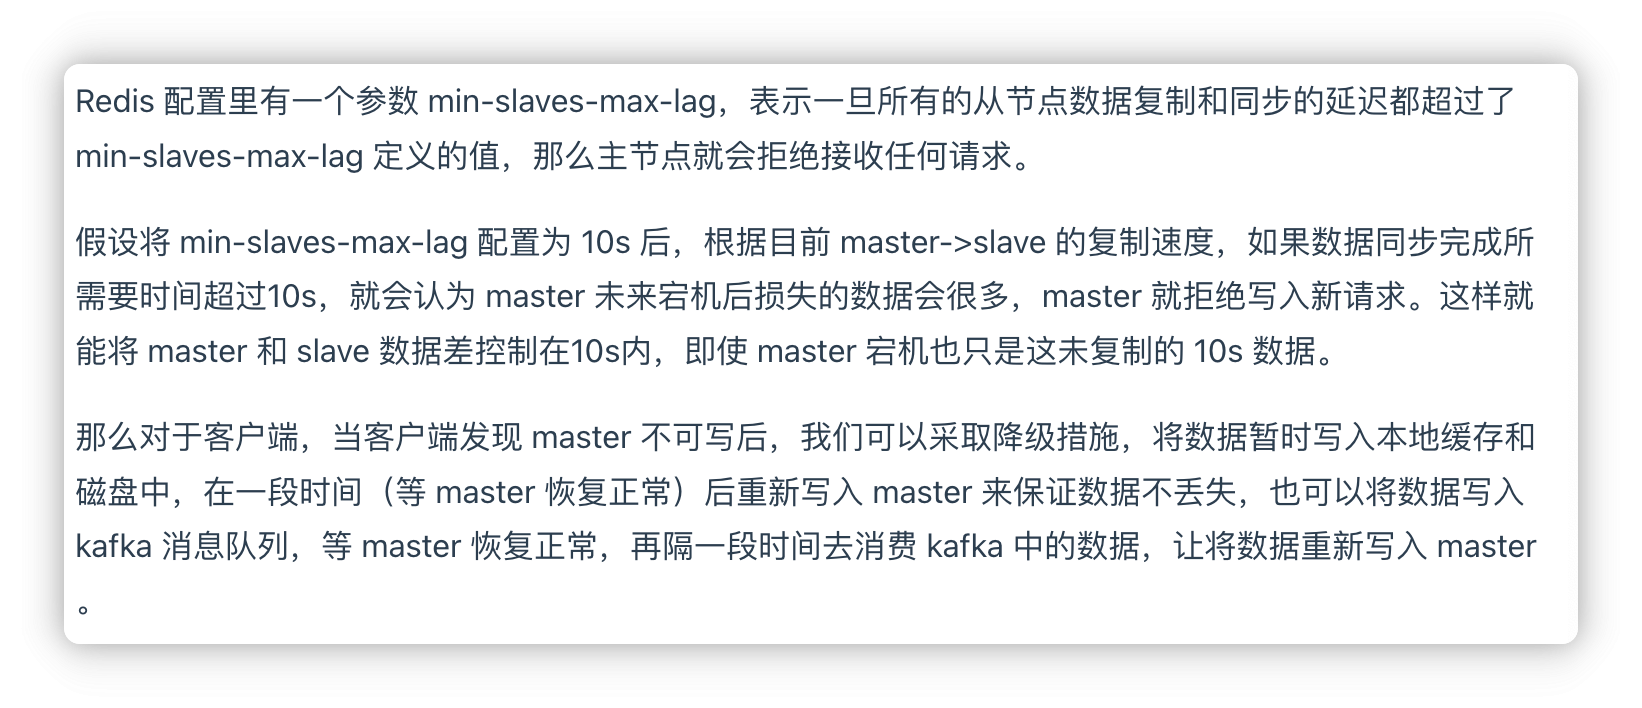 Redis 配置里有一个参数 min-slaves-max-lag，表示一旦所有的从节点数据复制和同步的延迟都超过了
min-slaves-max-lag 定义的值，那么主节点就会拒绝接收任何请求。
假设将 min-slaves-max-lag 配置为 10s 后，根据目前 master->slave 的复制速度，如果数据同步完成所
需要时间超过10s，就会认为 master 未来宕机后损失的数据会很多，master 就拒绝写入新请求。这样就
能将 master 和 slave 数据差控制在10s内，即使 master 宕机也只是这未复制的 10s 数据。
那么对于客户端，当客户端发现 master 不可写后，我们可以采取降级措施，将数据暂时写入本地缓存和
磁盘中，在一段时间（等 master 恢复正常）后重新写入 master 来保证数据不丢失，也可以将数据写入
kafka 消息队列，等 master 恢复正常，再隔一段时间去消费 kafka 中的数据，让将数据重新写入 master
。